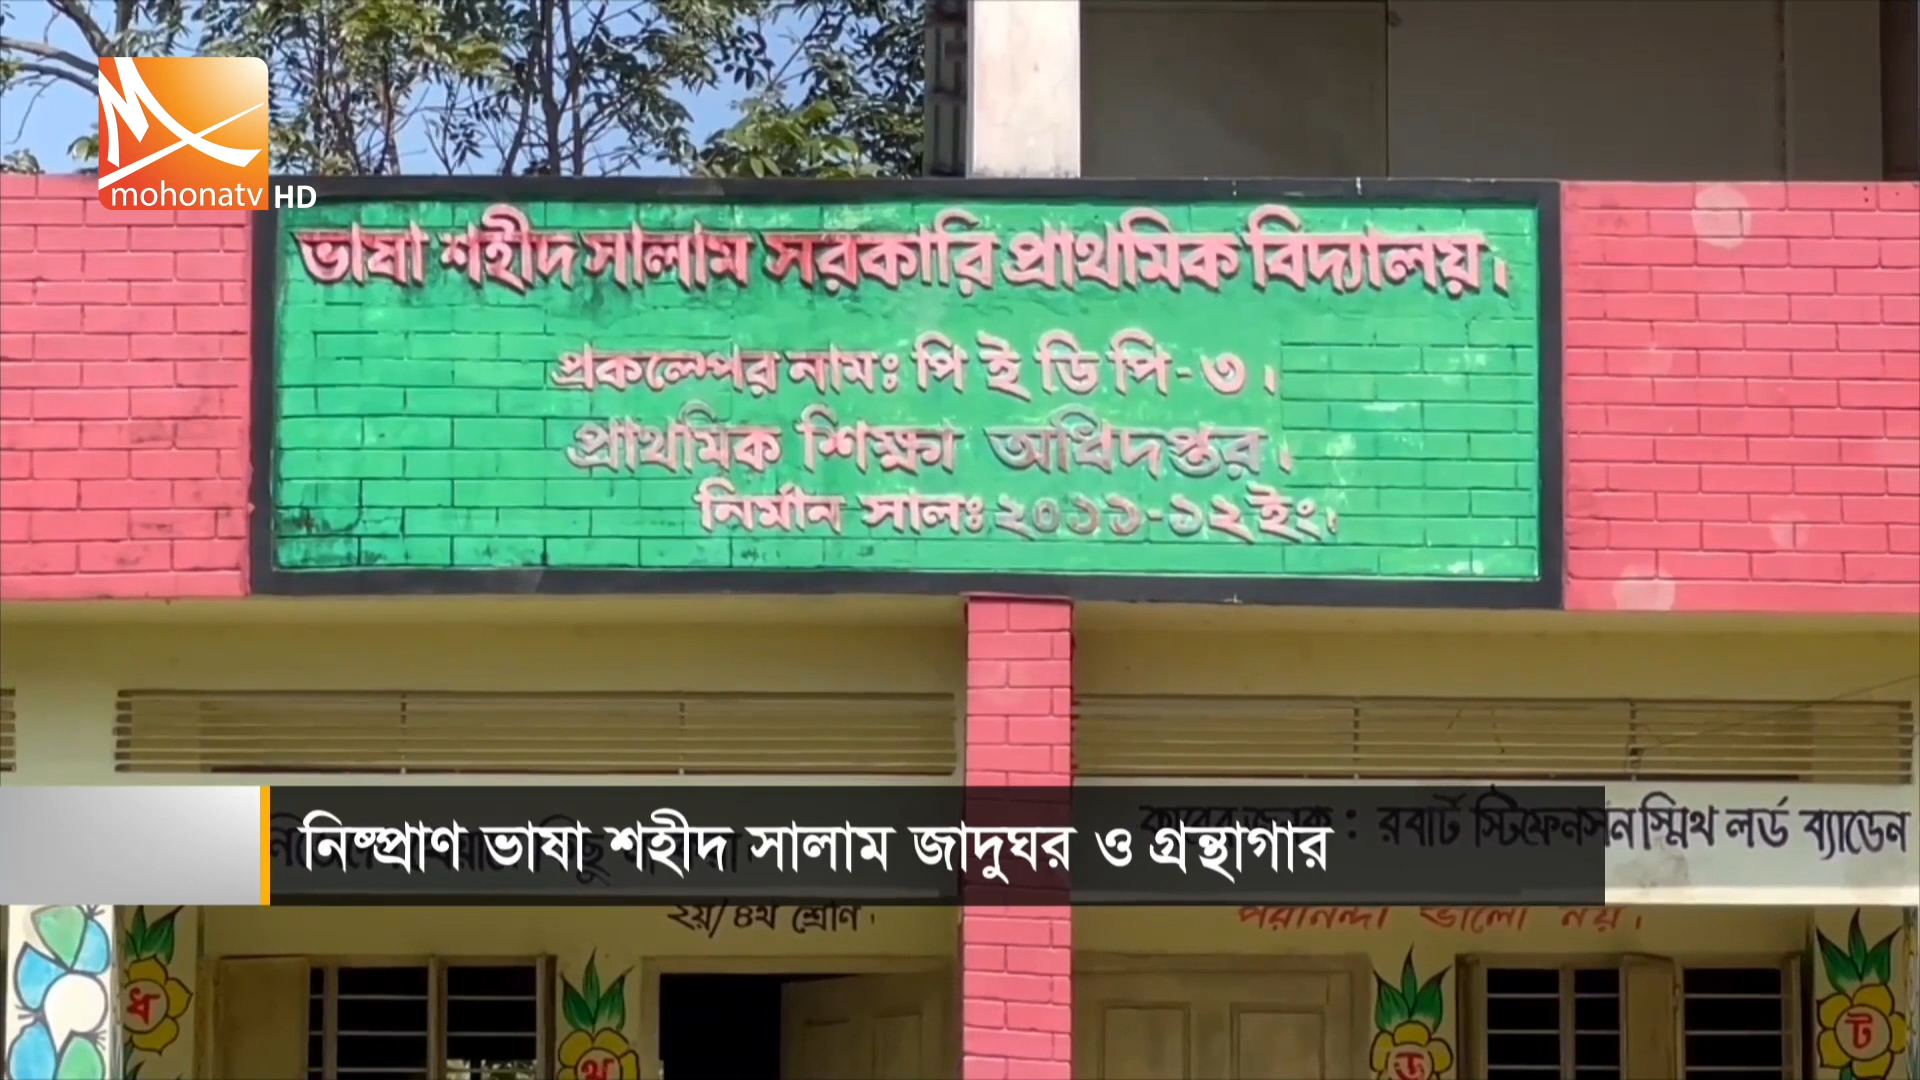 mohonatv HD
ভাষা শহীদ সালাম সরকারি প্রাথমিক বিদ্যালয়।
প্রকল্পের নামঃ পি ই ডি পি-৩।
প্রাথমিক শিক্ষা অধিদপ্তর।
নির্মান সালঃ ২০১১-১২ইং।
: রবার্ট স্টিফেনসন স্মিথ লর্ড ব্যাডেন
নিষ্প্রাণ ভাষা শহীদ সালাম জাদুঘর ও গ্রন্থাগার
২য়/৪র্থ শ্রেণি।
পরনিন্দা ভালো নয়।
ধ
থ
ড
ট